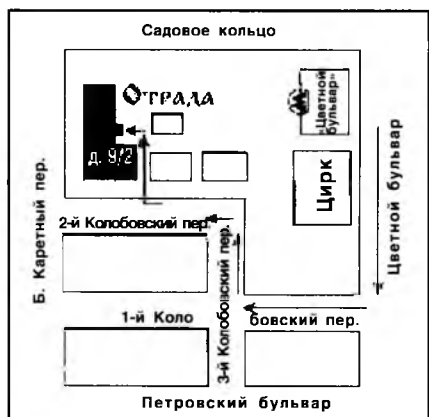 Садовое кольцо
Отрада
«Цветной
бульвар»
д. 9/2
Цирк
Цветной бульвар
Б. Каретный пер.
2-й Колобовский пер.
3-й Колобовский пер.
1-й Коло
бовский пер.
Петровский бульвар